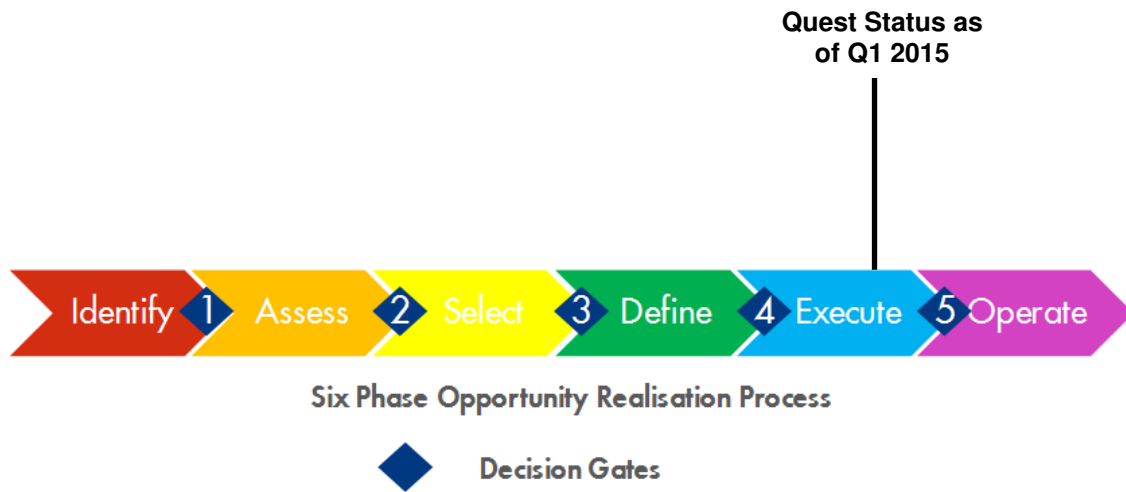 Quest Status as
of Q1 2015
Identify 1 Assess 2 Select 3 Define 4 Execute 5 Operate
Six Phase Opportunity Realisation Process
Decision Gates